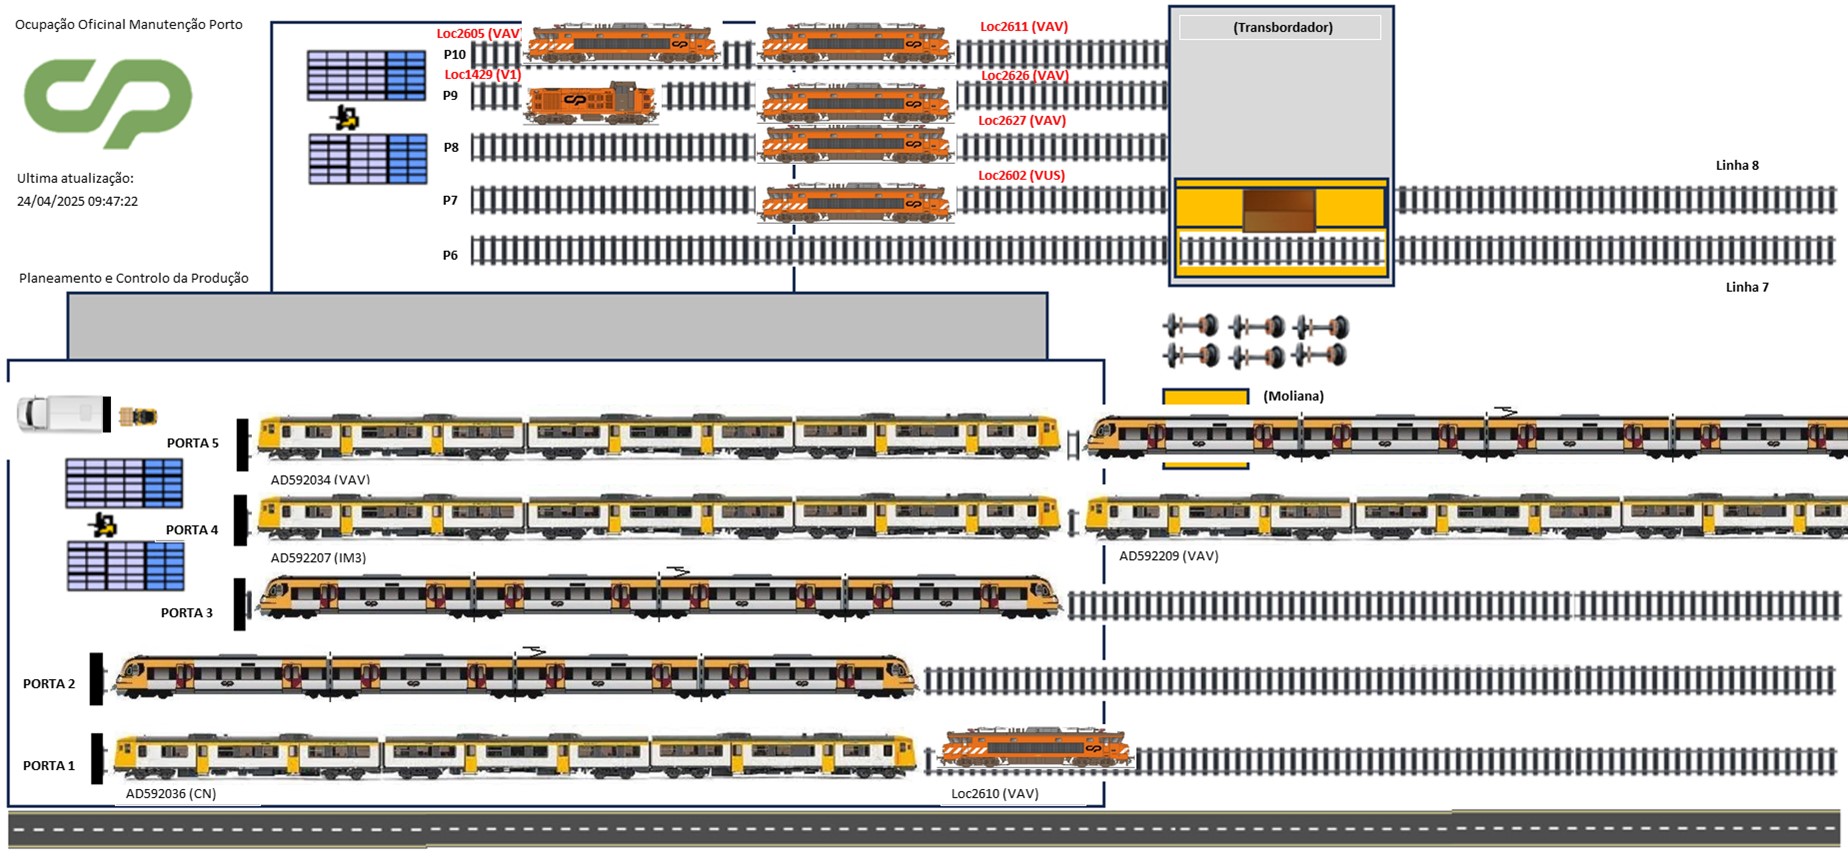 Ocupação Oficinal Manutenção Porto
Ultima atualização:
24/04/2025 09:47:22
Planeamento e Controlo da Produção
Loc2605 (VAV)
Loc2611 (VAV)
P10
Loc1429 (V1)
Loc2626 (VAV)
P9
Loc2627 (VAV)
P8
Loc2602 (VUS)
P7
P6
(Transbordador)
Linha 8
Linha 7
(Moliana)
PORTA 5
AD592034 (VAV)
PORTA 4
AD592207 (IM3)
AD592209 (VAV)
PORTA 3
PORTA 2
PORTA 1
AD592036 (CN)
Loc2610 (VAV)